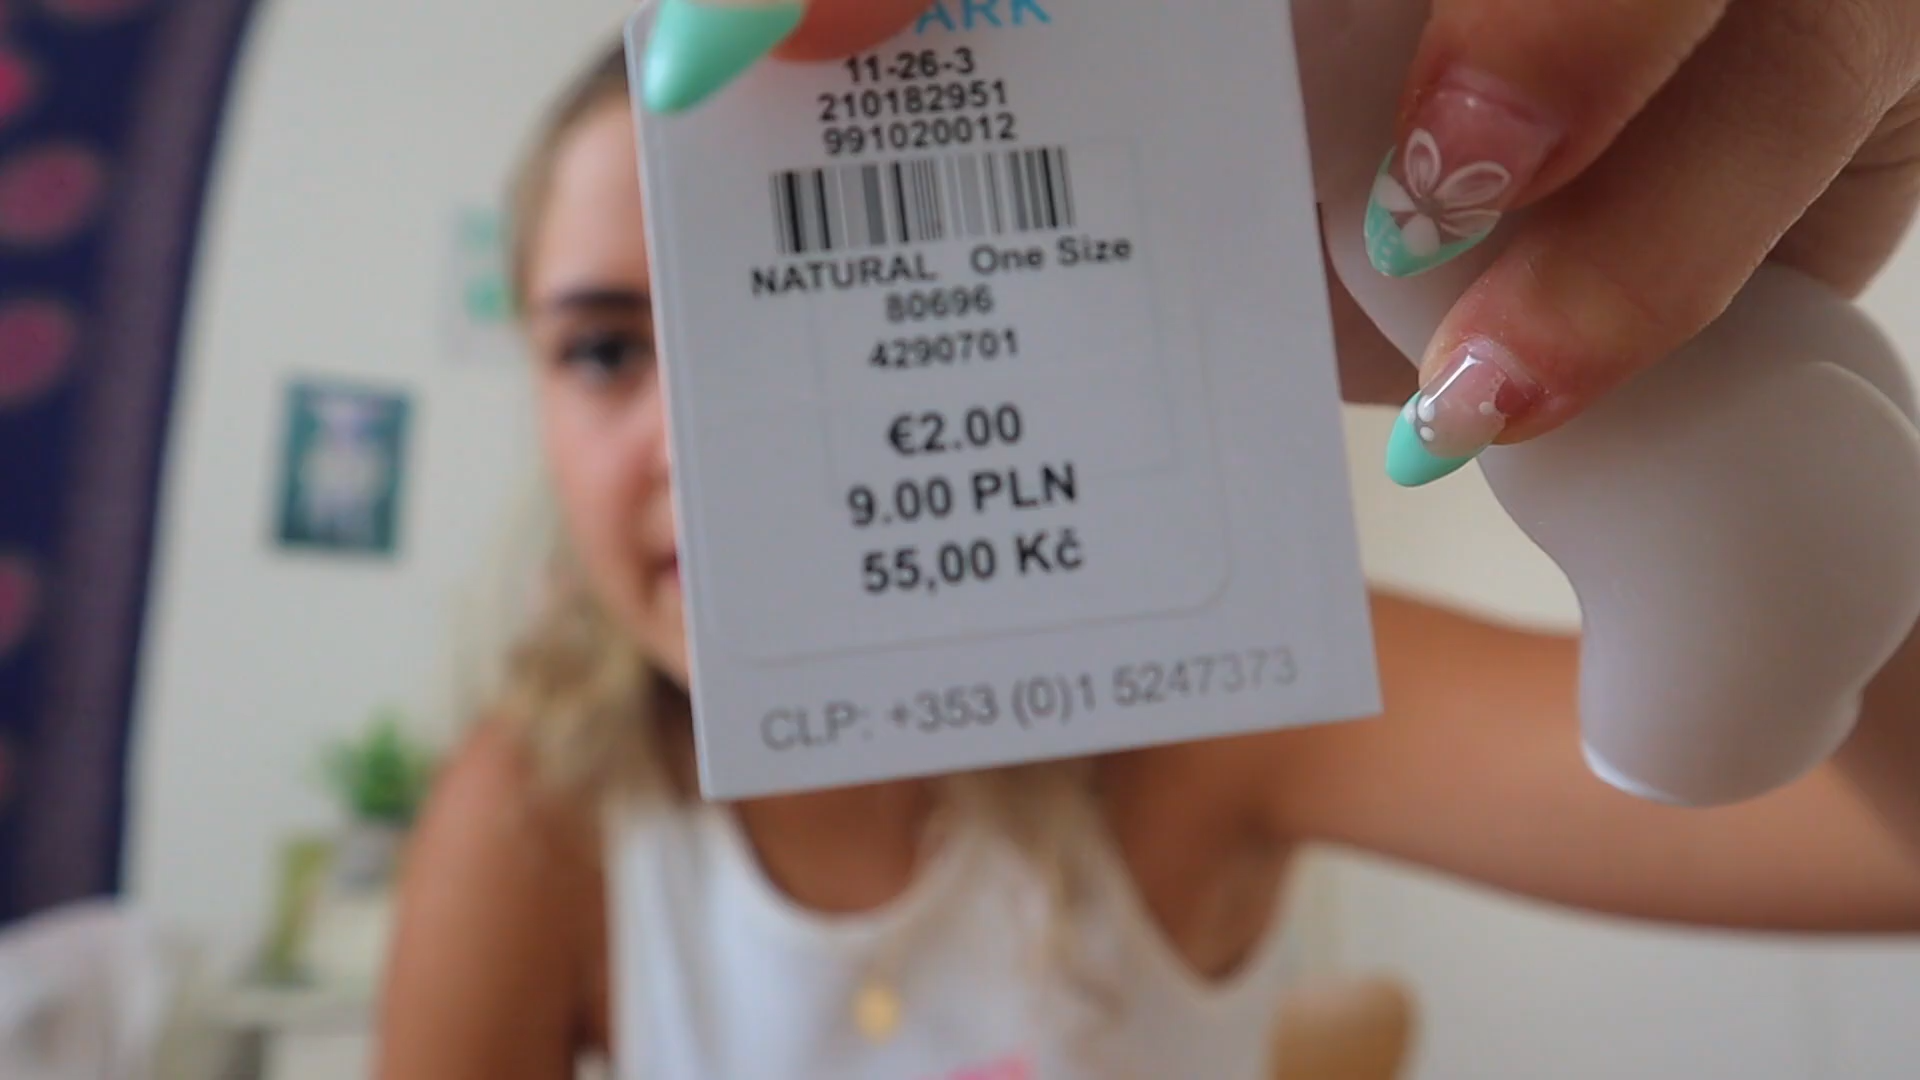 ARK
11-26-3
210182951
991020012
NATURAL One Size
80696
4290701
€2.00
9.00 PLN
55,00 Kč
CLP: +353 (0)1 5247373